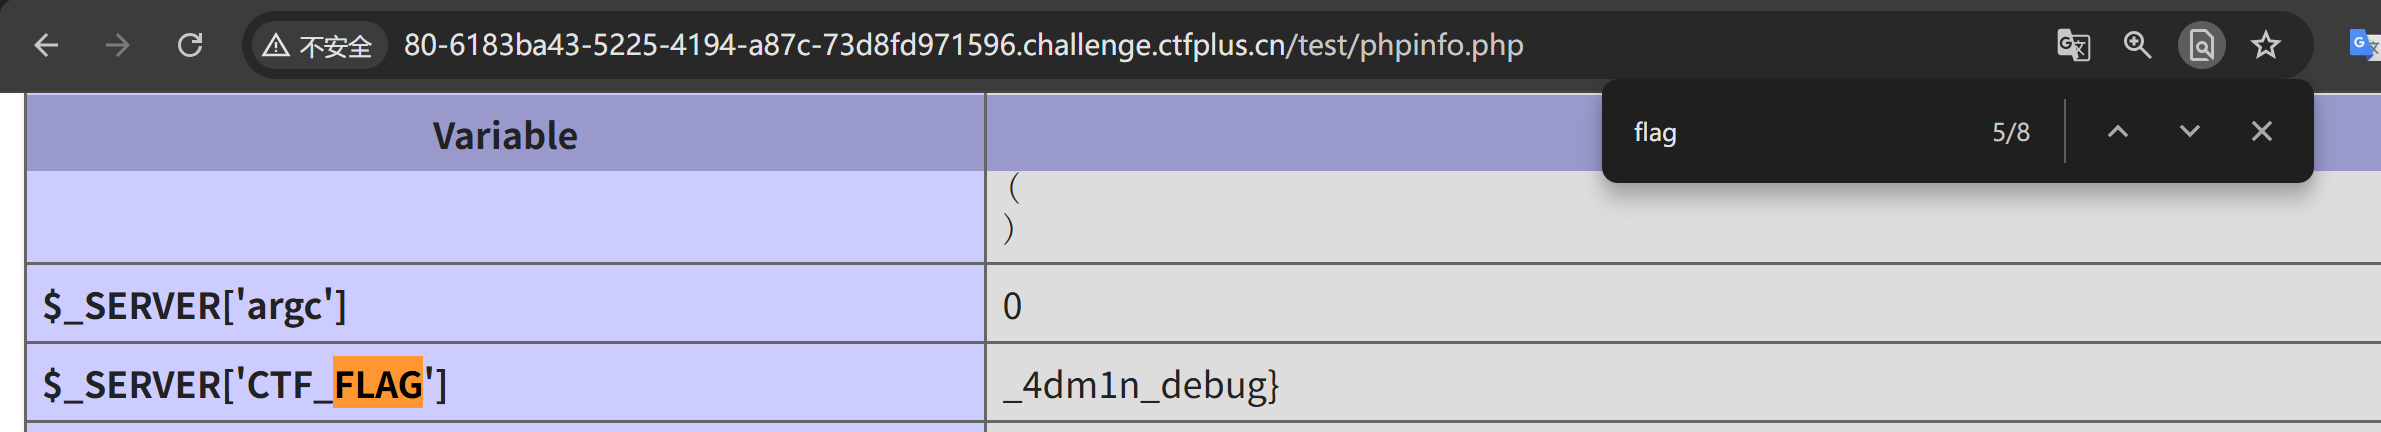 不安全 80-6183ba43-5225-4194-a87c-73d8fd971596.challenge.ctfplus.cn/test/phpinfo.php
flag 5/8
Variable
(
)
$_SERVER['argc'] 0
$_SERVER['CTF_FLAG'] _4dm1n_debug}